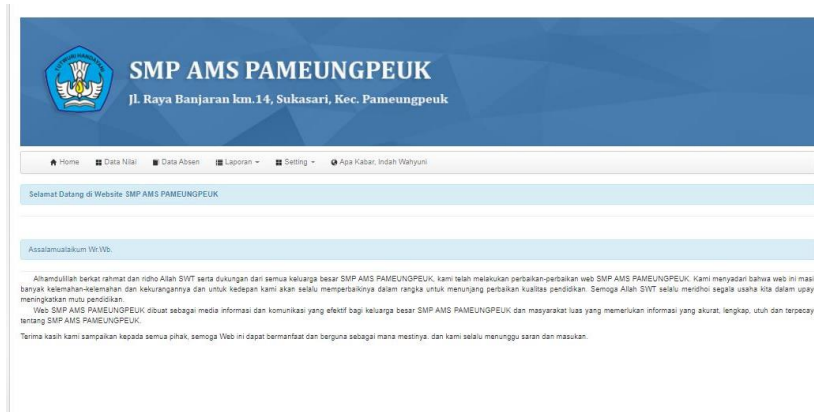 TUT WURI HANDAYANI
SMP AMS PAMEUNGPEUK
Jl. Raya Banjaran km.14, Sukasari, Kec. Pameungpeuk
Home Data Nilai Data Absen Laporan Setting Apa Kabar, Indah Wahyuni
Selamat Datang di Website SMP AMS PAMEUNGPEUK
Assalamualaikum Wr.Wb.
Alhamdulillah berkat rahmat dan ridho Allah SWT serta dukungan dari semua keluarga besar SMP AMS PAMEUNGPEUK, kami telah melakukan perbaikan-perbaikan web SMP AMS PAMEUNGPEUK. Kami menyadari bahwa web ini masi
banyak kelemahan-kelemahan dan kekurangannya dan untuk kedepan kami akan selalu memperbaikinya dalam rangka untuk menunjang perbaikan kualitas pendidikan. Semoga Allah SWT selalu meridhoi segala usaha kita dalam upay
meningkatkan mutu pendidikan.
Web SMP AMS PAMEUNGPEUK dibuat sebagai media informasi dan komunikasi yang efektif bagi keluarga besar SMP AMS PAMEUNGPEUK dan masyarakat luas yang memerlukan informasi yang akurat, lengkap, utuh dan terpecay
tentang SMP AMS PAMEUNGPEUK.
Terima kasih kami sampaikan kepada semua pihak, semoga Web ini dapat bermanfaat dan berguna sebagai mana mestinya. dan kami selalu menunggu saran dan masukan.